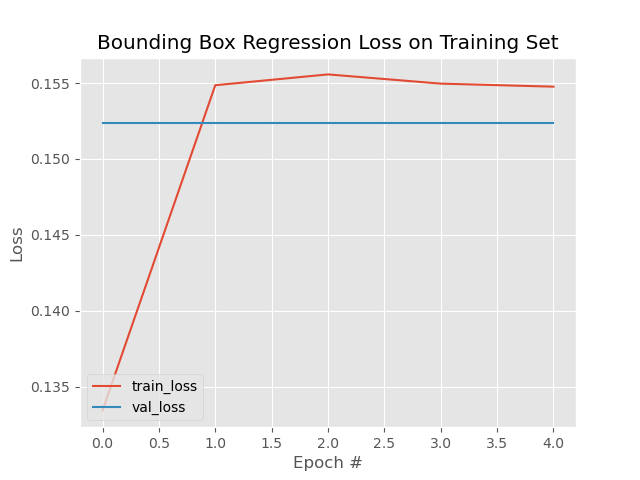 Bounding Box Regression Loss on Training Set
0.155
0.150
0.145
0.140
0.135
Loss
train_loss
val_loss
0.0 0.5 1.0 1.5 2.0 2.5 3.0 3.5 4.0
Epoch #